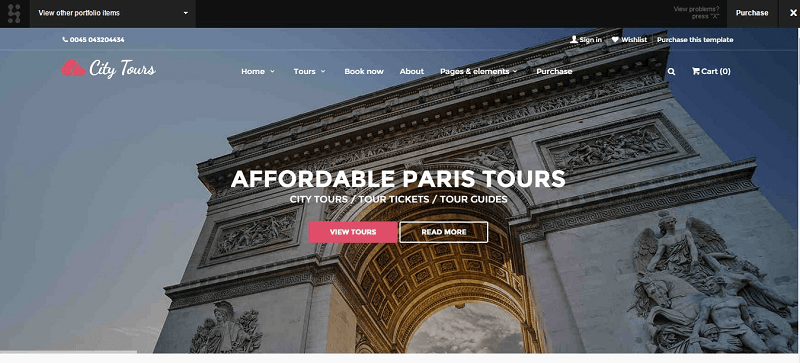 View other portfolio items
View problems?
press "X"
Purchase
X
0045 043204434
Sign in
Wishlist
Purchase this template
City Tours
Home
Tours
Book now
About
Pages & elements
Purchase
Cart (0)
AFFORDABLE PARIS TOURS
CITY TOURS / TOUR TICKETS / TOUR GUIDES
VIEW TOURS
READ MORE